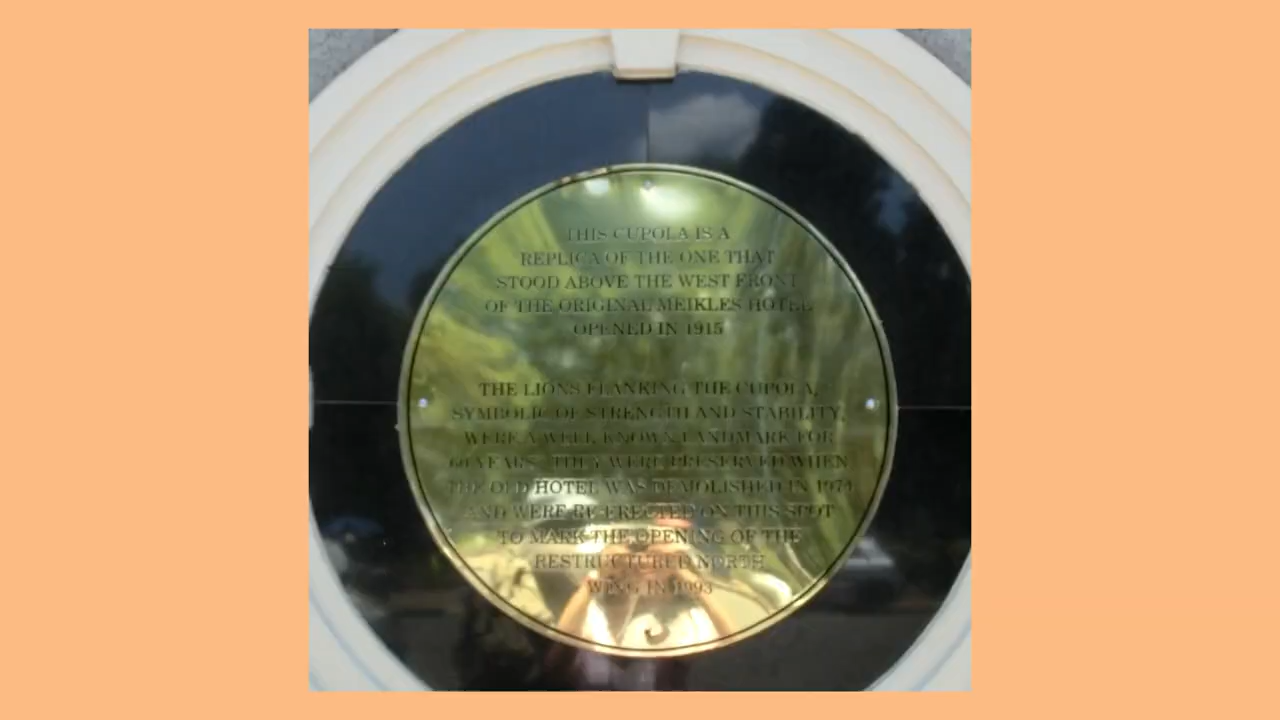 THIS CUPOLA IS A
REPLICA OF THE ONE THAT
STOOD ABOVE THE WEST FRONT
OF THE ORIGINAL MEIKLES HOTEL
OPENED IN 1915
THE LIONS FLANKING THE CUPOLA,
SYMBOLIC OF STRENGTH AND STABILITY,
WERE A WELL KNOWN LANDMARK FOR
60 YEARS. THEY WERE PRESERVED WHEN
THE OLD HOTEL WAS DEMOLISHED IN
AND WERE RE-ERECTED ON THIS SPOT
TO MARK THE OPENING OF THE
RESTRUCTURED NORTH
WING IN 1993